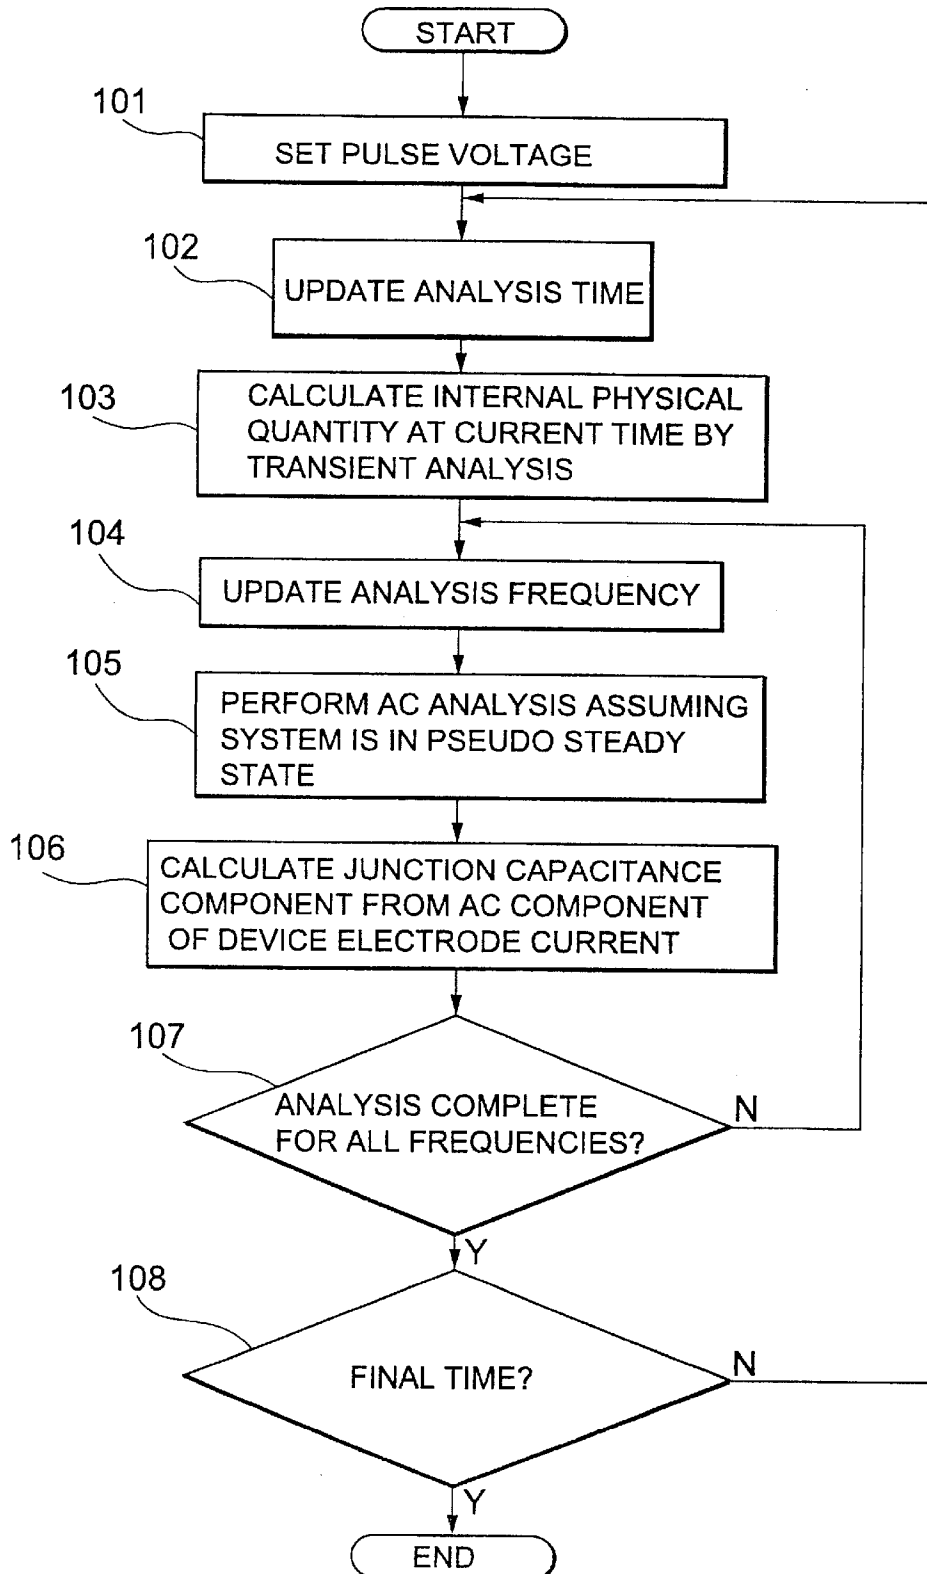 START
101
SET PULSE VOLTAGE
102
UPDATE ANALYSIS TIME
103
CALCULATE INTERNAL PHYSICAL
QUANTITY AT CURRENT TIME BY
TRANSIENT ANALYSIS
104
UPDATE ANALYSIS FREQUENCY
105
PERFORM AC ANALYSIS ASSUMING
SYSTEM IS IN PSEUDO STEADY
STATE
106
CALCULATE JUNCTION CAPACITANCE
COMPONENT FROM AC COMPONENT
OF DEVICE ELECTRODE CURRENT
107
ANALYSIS COMPLETE
FOR ALL FREQUENCIES?
N
Y
108
FINAL TIME?
N
Y
END